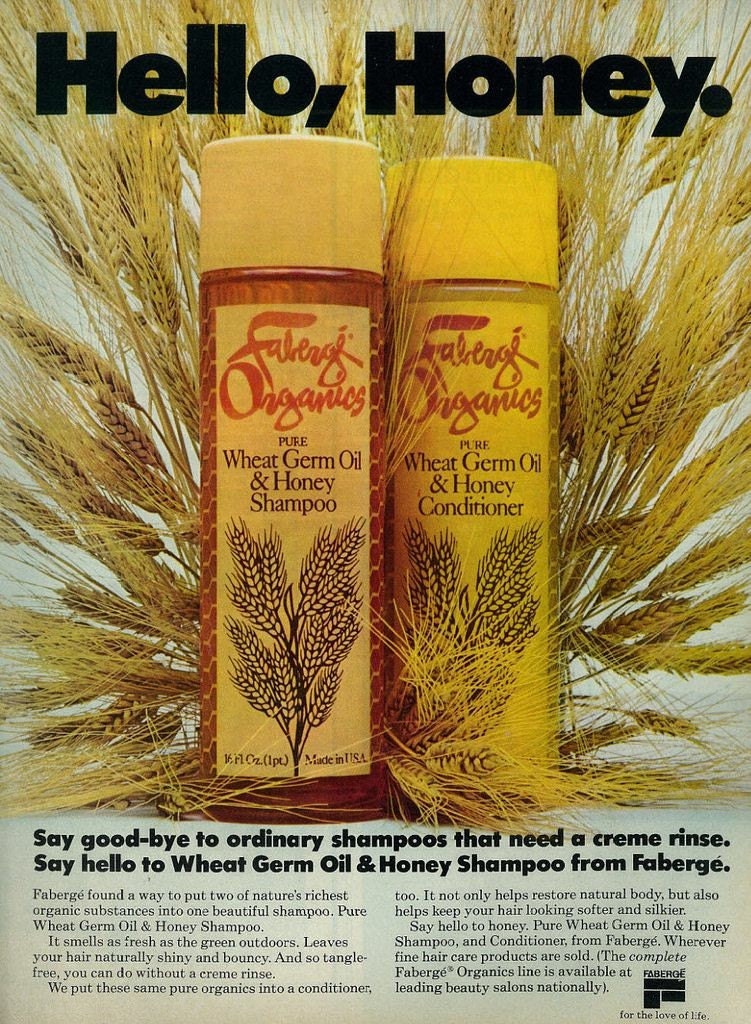 Hello, Honey.
Fabergé
Organics
PURE
Wheat Germ Oil
& Honey
Shampoo
16 Fl Oz.(1 pt.) Made in USA
Fabergé
Organics
PURE
Wheat Germ Oil
& Honey
Conditioner
Say good-bye to ordinary shampoos that need a creme rinse.
Say hello to Wheat Germ Oil & Honey Shampoo from Fabergé.
Fabergé found a way to put two of nature's richest
organic substances into one beautiful shampoo. Pure
Wheat Germ Oil & Honey Shampoo.
It smells as fresh as the green outdoors. Leaves
your hair naturally shiny and bouncy. And so tangle-
free, you can do without a creme rinse.
We put these same pure organics into a conditioner,
too. It not only helps restore natural body, but also
helps keep your hair looking softer and silkier.
Say hello to honey. Pure Wheat Germ Oil & Honey
Shampoo, and Conditioner, from Fabergé. Wherever
fine hair care products are sold. (The complete
Fabergé® Organics line is available at
leading beauty salons nationally).
FABERGÉ
for the love of life.